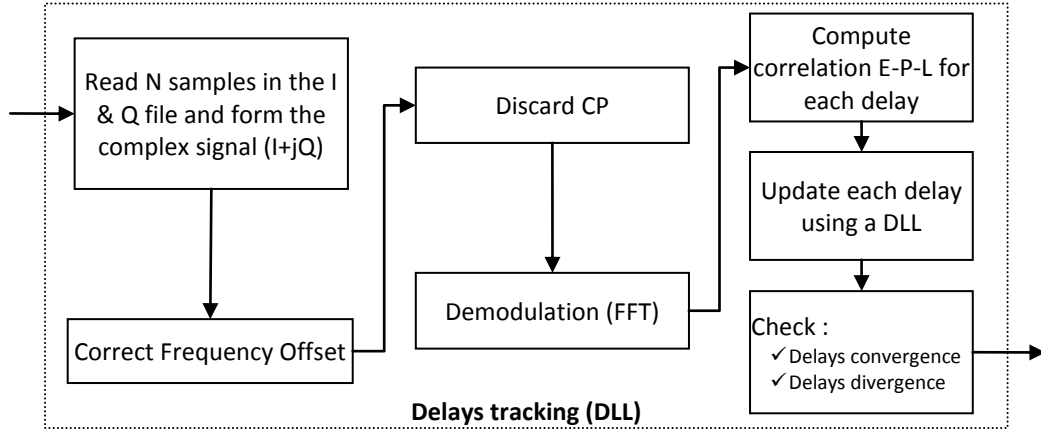 Read N samples in the I
& Q file and form the
complex signal (I+jQ)
Correct Frequency Offset
Discard CP
Demodulation (FFT)
Compute
correlation E-P-L for
each delay
Update each delay
using a DLL
Check :
✓Delays convergence
✓Delays divergence
Delays tracking (DLL)